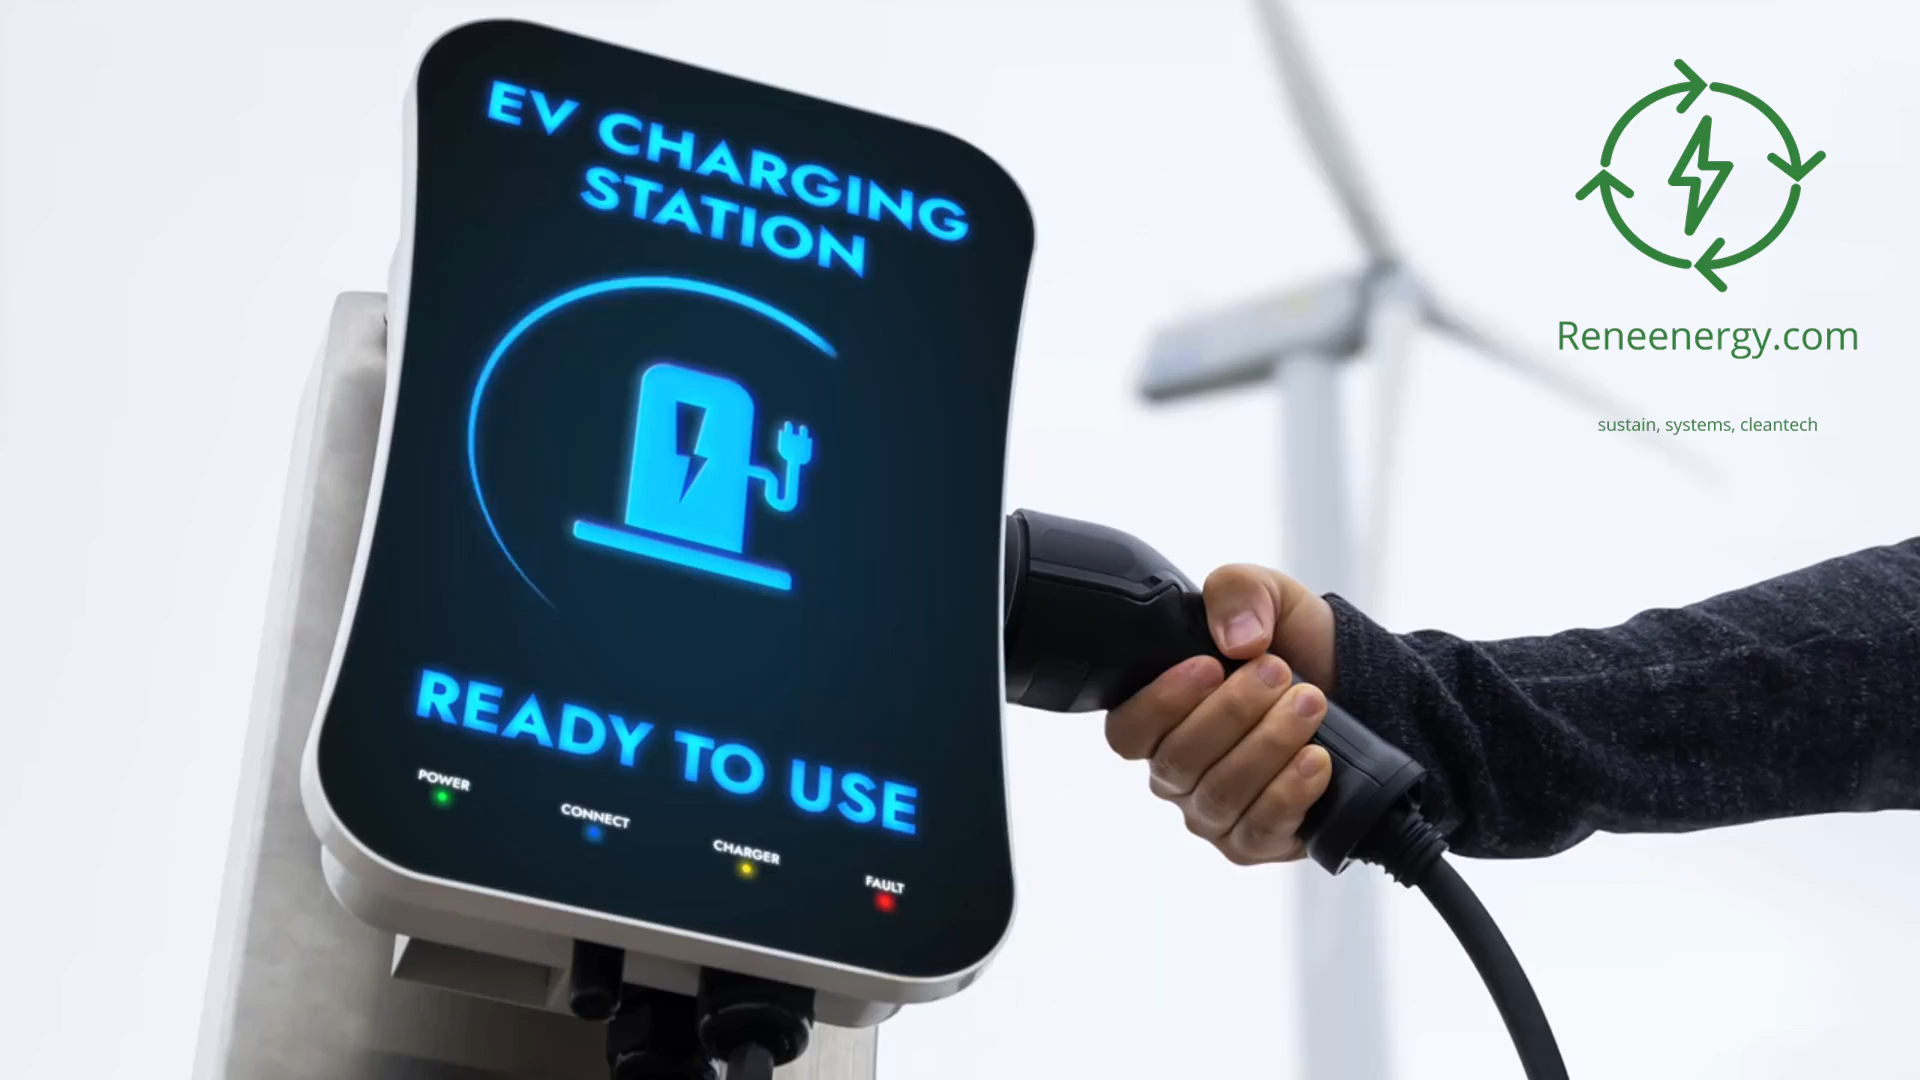 EV CHARGING
STATION
READY TO USE
POWER
CONNECT
CHARGER
FAULT
Reneenergy.com
sustain, systems, cleantech